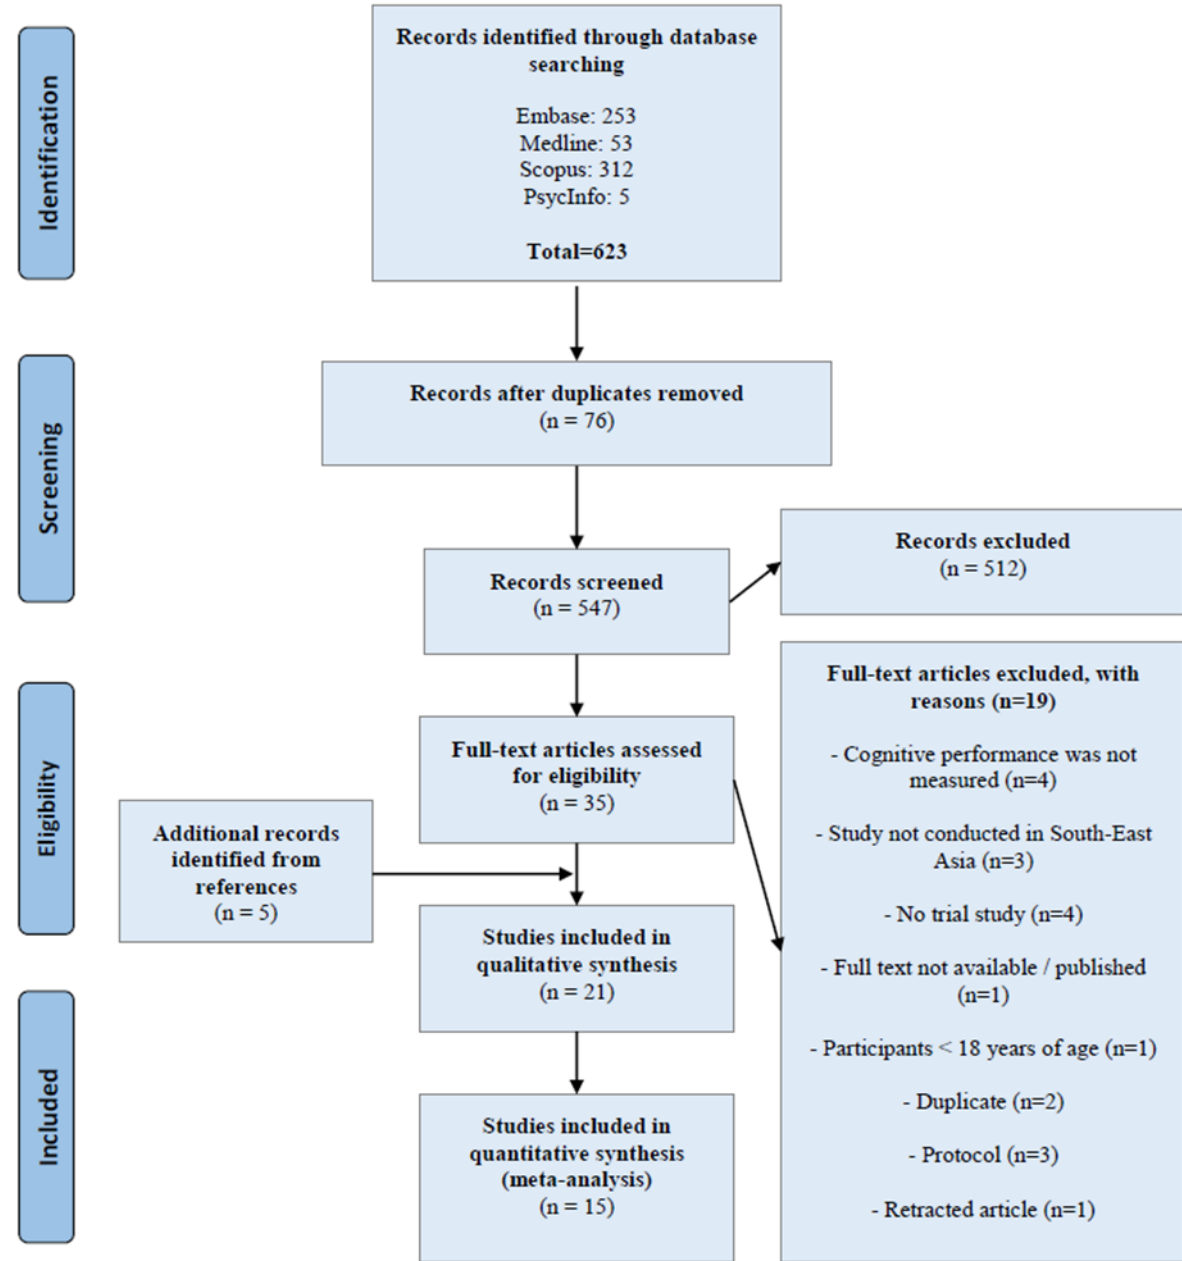 Identification
Records identified through database
searching
Embase: 253
Medline: 53
Scopus: 312
PsycInfo: 5
Total=623
Screening
Records after duplicates removed
(n = 76)
Records screened
(n = 547)
Records excluded
(n = 512)
Eligibility
Full-text articles assessed
for eligibility
(n = 35)
Full-text articles excluded, with
reasons (n=19)
- Cognitive performance was not
measured (n=4)
- Study not conducted in South-East
Asia (n=3)
- No trial study (n=4)
- Full text not available / published
(n=1)
- Participants < 18 years of age (n=1)
- Duplicate (n=2)
- Protocol (n=3)
- Retracted article (n=1)
Additional records
identified from
references
(n = 5)
Studies included in
qualitative synthesis
(n = 21)
Included
Studies included in
quantitative synthesis
(meta-analysis)
(n = 15)